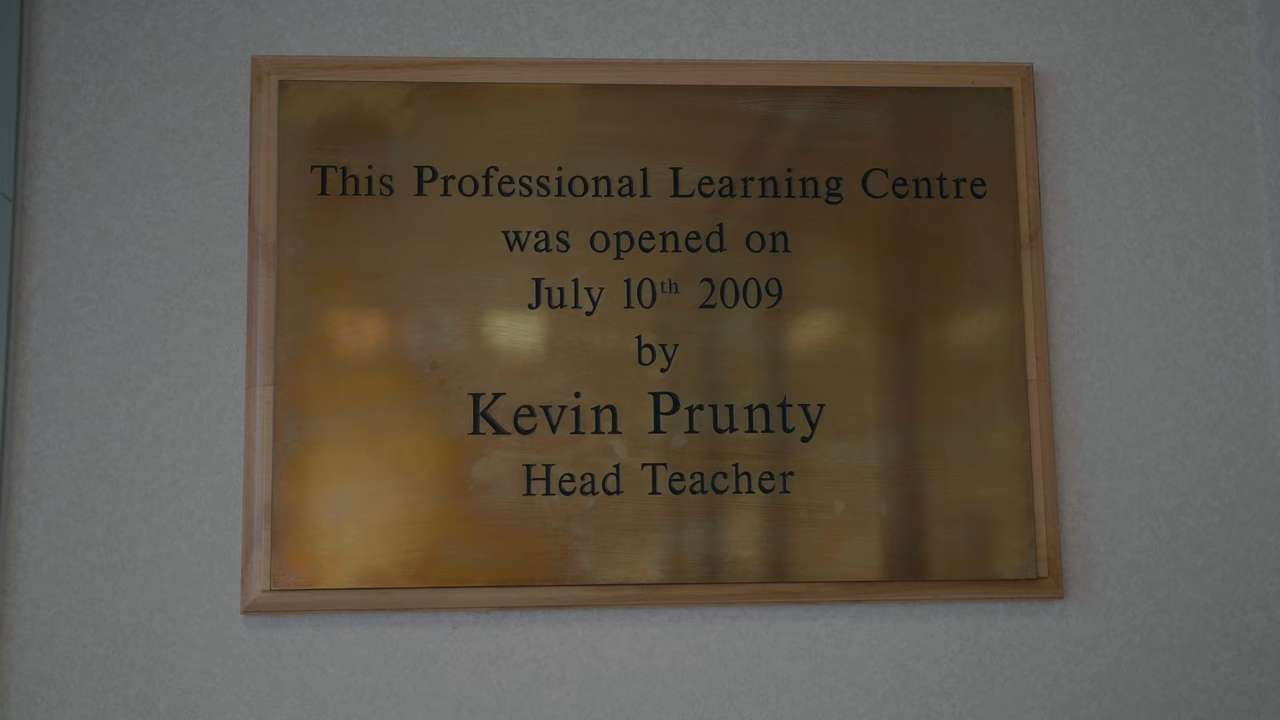 This Professional Learning Centre
was opened on
July 10th 2009
by
Kevin Prunty
Head Teacher